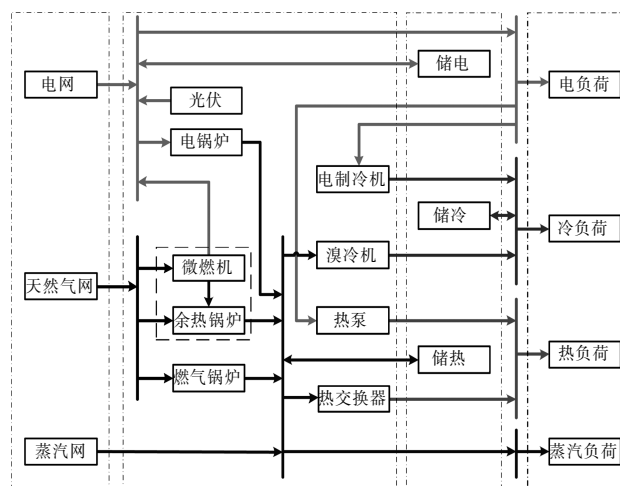 储电
电网
电负荷
光伏
电锅炉
电制冷机
储冷
冷负荷
溴冷机
微燃机
天然气网
余热锅炉
热泵
储热
热负荷
燃气锅炉
热交换器
蒸汽网
蒸汽负荷